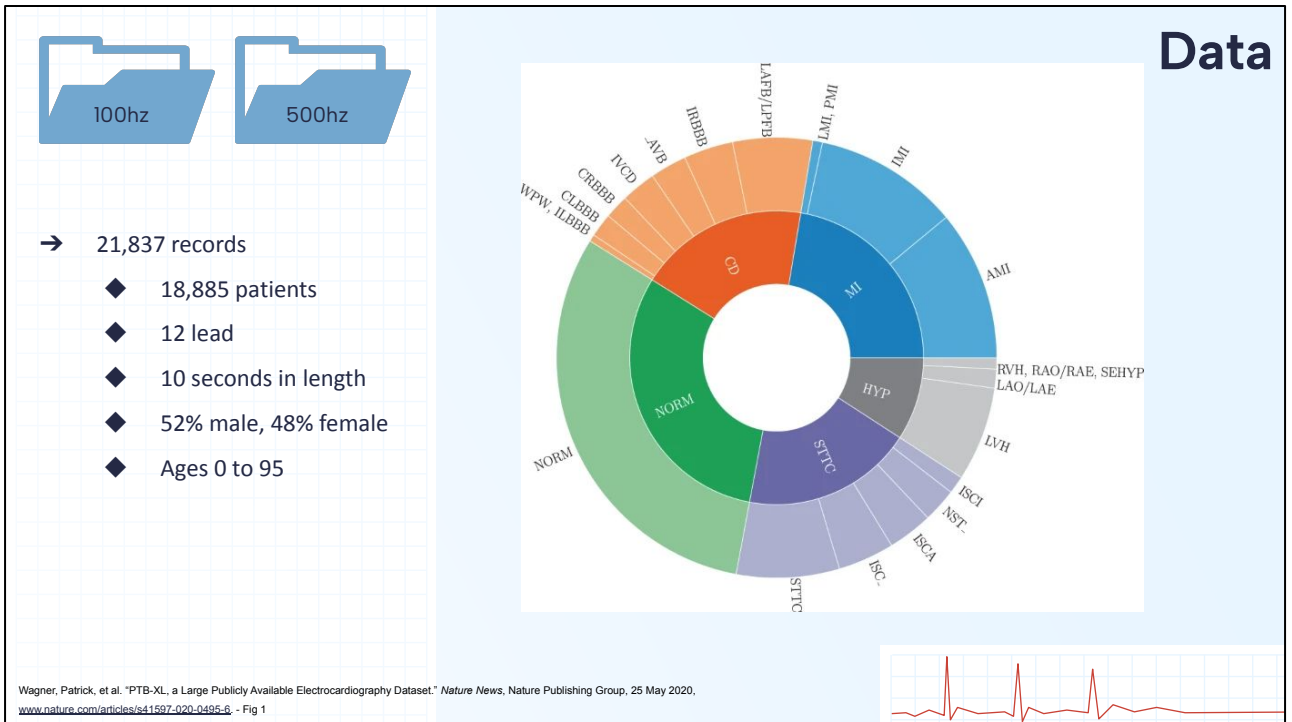 Data
100hz
500hz
➔ 21,837 records
◆ 18,885 patients
◆ 12 lead
◆ 10 seconds in length
◆ 52% male, 48% female
◆ Ages 0 to 95
LAFB/LPFB
LMI, PMI
IRBBB
IMI
_AVB
IVCD
CRBBB
CLBBB
WPW, ILBBB
CD
MI
AMI
RVH, RAO/RAE, SEHYP
LAO/LAE
HYP
NORM
STTC
LVH
NORM
ISCI
NST_
ISCA
ISC_
STTC
Wagner, Patrick, et al. “PTB-XL, a Large Publicly Available Electrocardiography Dataset.” Nature News, Nature Publishing Group, 25 May 2020,
www.nature.com/articles/s41597-020-0495-6. - Fig 1